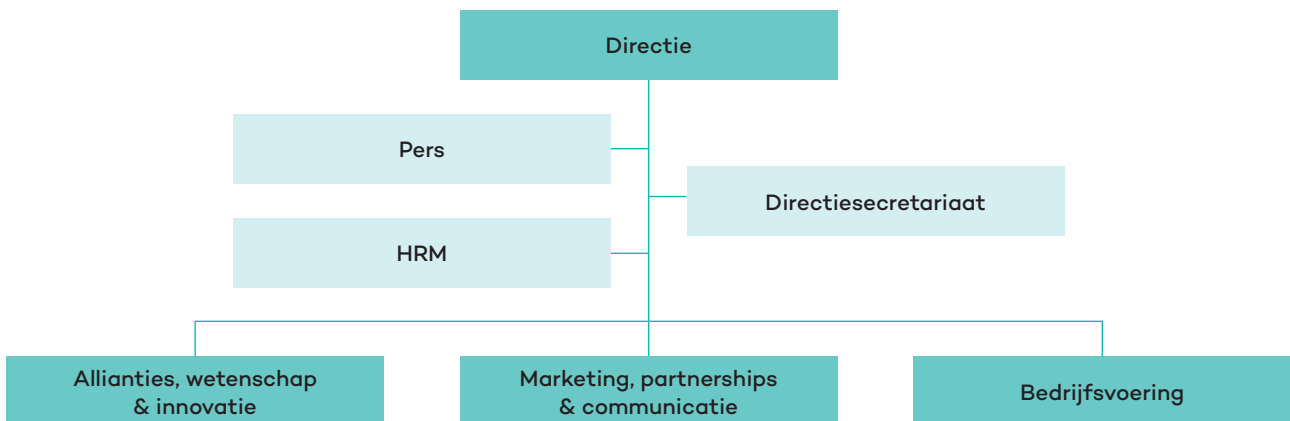 Directie
Pers
Directiesecretariaat
HRM
Allianties, wetenschap
& innovatie
Marketing, partnerships
& communicatie
Bedrijfsvoering